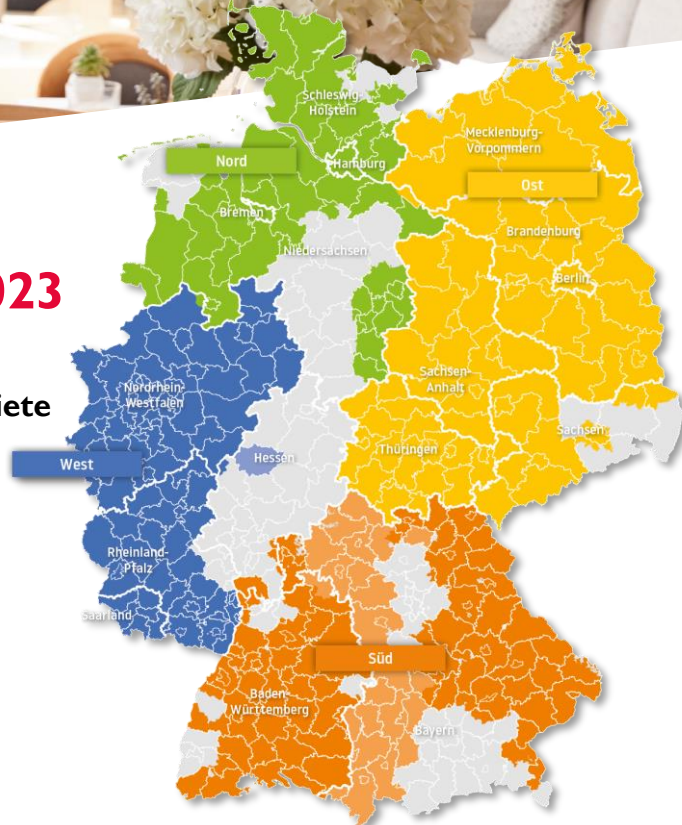 Schleswig-
Holstein
Mecklenburg-
Vorpommern
Nord
Hamburg
Ost
Bremen
Brandenburg
Niedersachsen
Berlin
023
Sachsen-
Anhalt
Nordrhein-
Westfalen
iete
Sachsen
Thüringen
Hessen
West
Rheinland-
Pfalz
Saarland
Süd
Baden-
Württemberg
Bayern